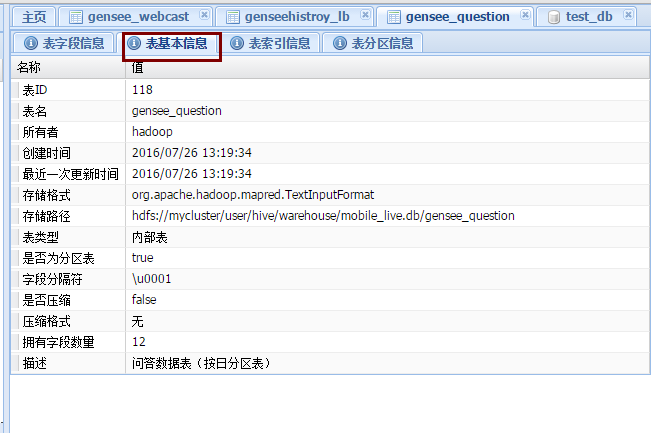 主页 gensee_webcast genseehistroy_lb gensee_question test_db
表字段信息 表基本信息 表索引信息 表分区信息
名称 值
表ID 118
表名 gensee_question
所有者 hadoop
创建时间 2016/07/26 13:19:34
最近一次更新时间 2016/07/26 13:19:34
存储格式 org.apache.hadoop.mapred.TextInputFormat
存储路径 hdfs://mycluster/user/hive/warehouse/mobile_live.db/gensee_question
表类型 内部表
是否为分区表 true
字段分隔符 \u0001
是否压缩 false
压缩格式 无
拥有字段数量 12
描述 问答数据表（按日分区表）